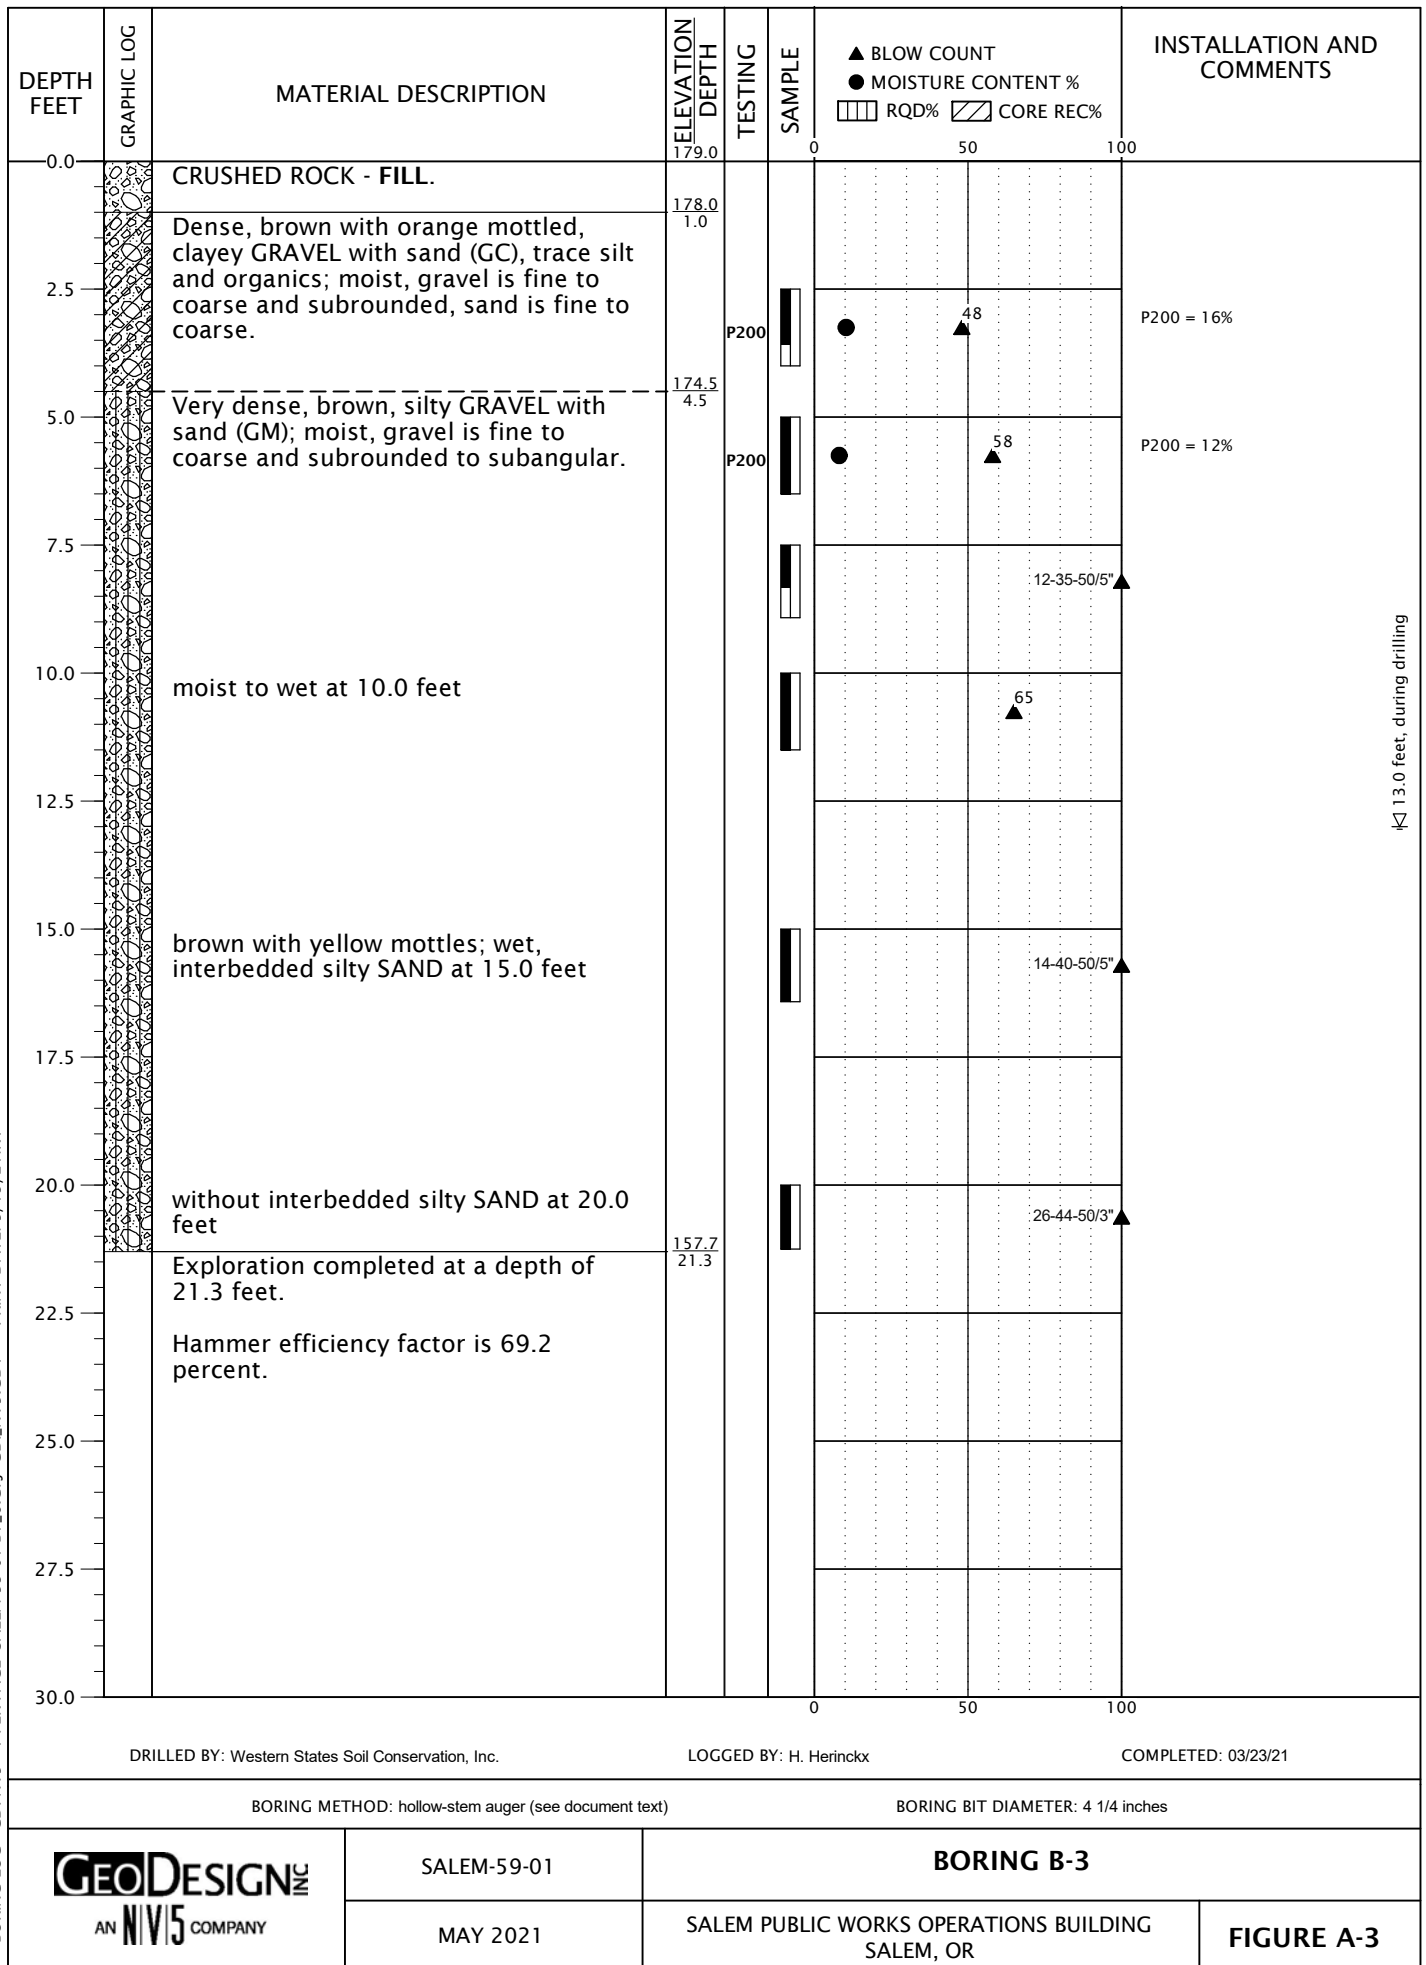 DEPTH
FEET
GRAPHIC LOG
MATERIAL DESCRIPTION
ELEVATION
DEPTH
TESTING
SAMPLE
▲ BLOW COUNT
● MOISTURE CONTENT %
RQD% CORE REC%
INSTALLATION AND
COMMENTS
179.0
0 50 100
0.0
CRUSHED ROCK - FILL.
178.0
1.0
Dense, brown with orange mottled,
clayey GRAVEL with sand (GC), trace silt
and organics; moist, gravel is fine to
coarse and subrounded, sand is fine to
coarse.
2.5
P200
48
P200 = 16%
174.5
4.5
Very dense, brown, silty GRAVEL with
sand (GM); moist, gravel is fine to
coarse and subrounded to subangular.
5.0
P200
58
P200 = 12%
7.5
12-35-50/5"
10.0
moist to wet at 10.0 feet
65
13.0 feet, during drilling
12.5
15.0
brown with yellow mottles; wet,
interbedded silty SAND at 15.0 feet
14-40-50/5"
17.5
20.0
without interbedded silty SAND at 20.0
feet
26-44-50/3"
157.7
21.3
Exploration completed at a depth of
21.3 feet.
22.5
Hammer efficiency factor is 69.2
percent.
25.0
27.5
30.0
0 50 100
DRILLED BY: Western States Soil Conservation, Inc.
LOGGED BY: H. Herinckx
COMPLETED: 03/23/21
BORING METHOD: hollow-stem auger (see document text)
BORING BIT DIAMETER: 4 1/4 inches
GEODESIGN INC
AN N|V|5 COMPANY
SALEM-59-01
BORING B-3
MAY 2021
SALEM PUBLIC WORKS OPERATIONS BUILDING
SALEM, OR
FIGURE A-3